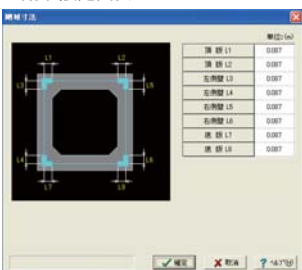 剛域寸法
単位:(m)
L1
L2
L3
L5
L4
L6
L7
L8
頂 版 L1 0.087
頂 版 L2 0.087
左側壁 L3 0.087
左側壁 L4 0.087
右側壁 L5 0.087
右側壁 L6 0.087
底 版 L7 0.087
底 版 L8 0.087
確定
取消
ヘルプ(H)